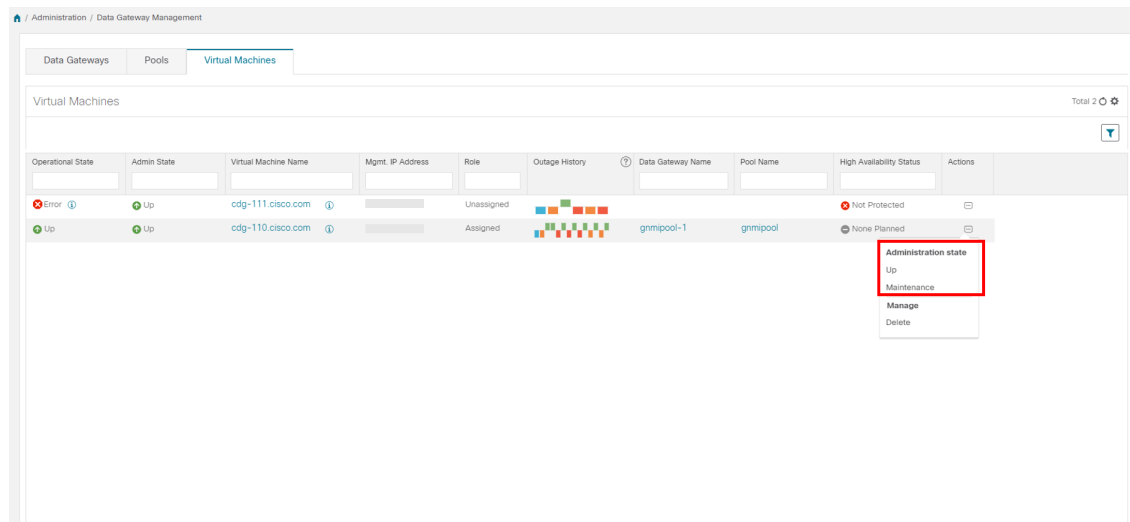 / Administration / Data Gateway Management
Data Gateways Pools Virtual Machines
Virtual Machines Total 2
Operational State Admin State Virtual Machine Name Mgmt. IP Address Role Outage History ? Data Gateway Name Pool Name High Availability Status Actions
Error Up cdg-111.cisco.com Unassigned Not Protected
Up Up cdg-110.cisco.com Assigned gnmipool-1 gnmipool None Planned
Administration state
Up
Maintenance
Manage
Delete